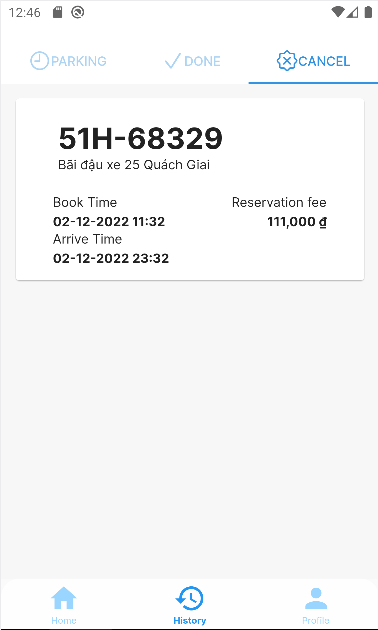 12:46
PARKING DONE CANCEL
51H-68329
Bãi đậu xe 25 Quách Giai
Book Time Reservation fee
02-12-2022 11:32 111,000 ₫
Arrive Time
02-12-2022 23:32
Home History Profile